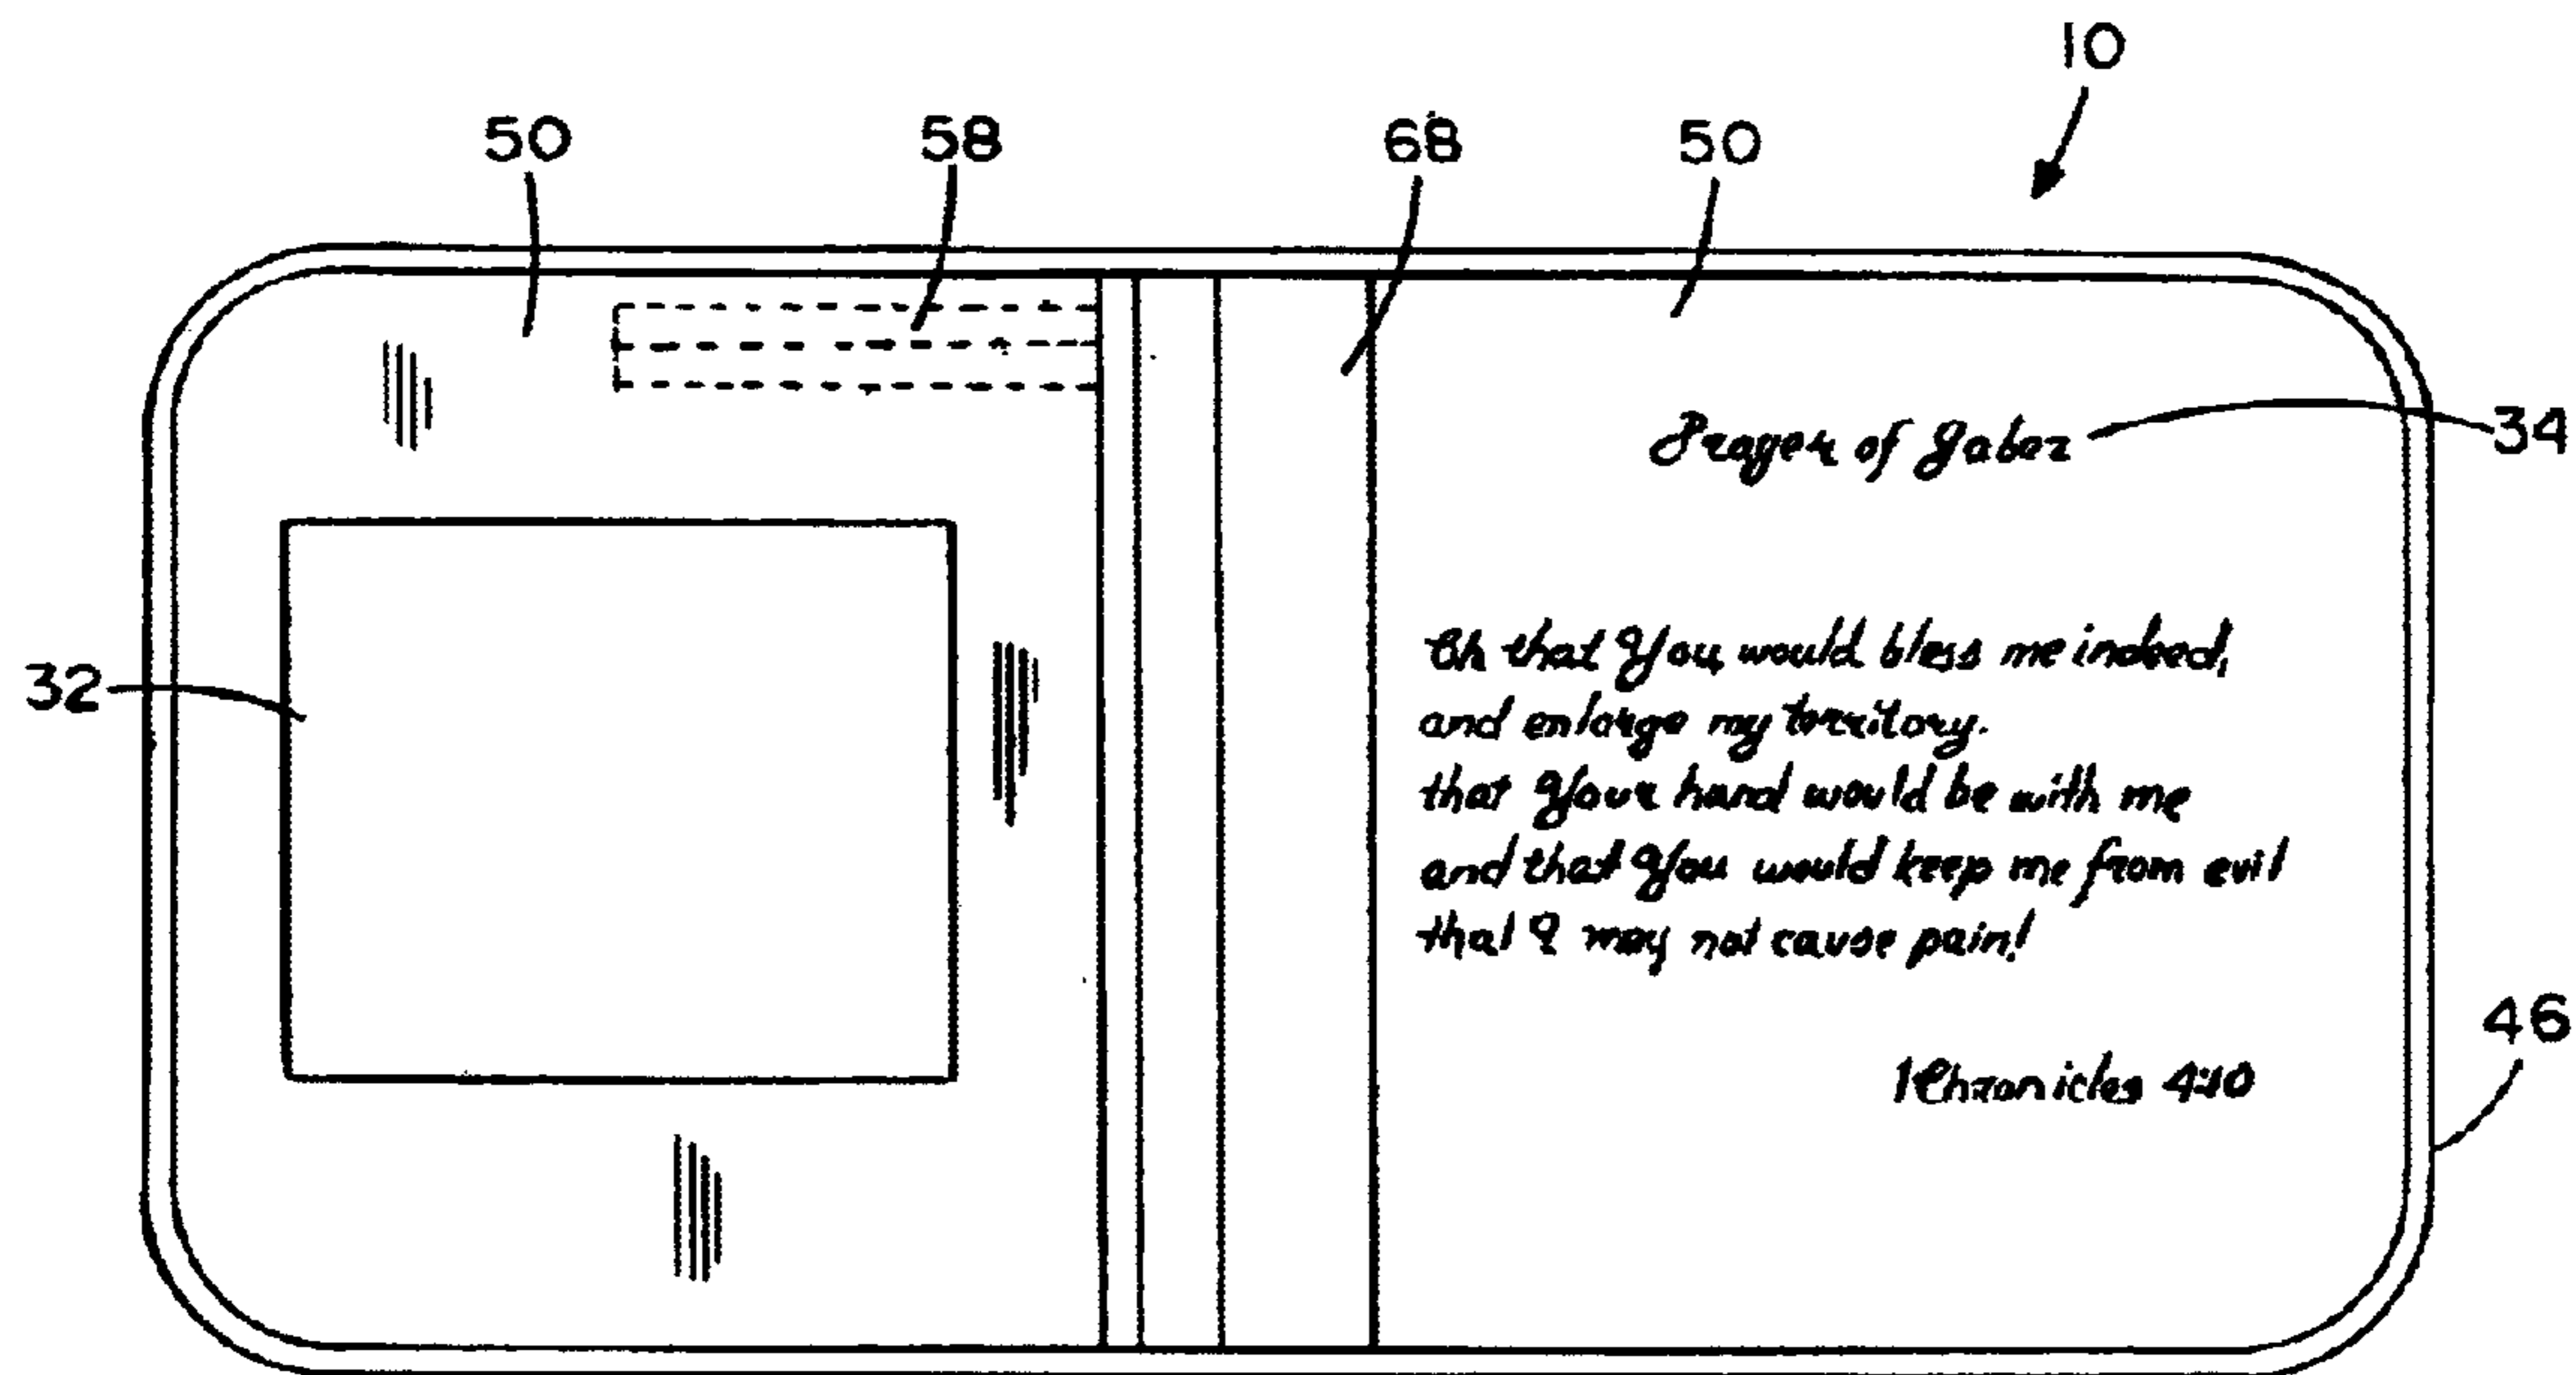 10
50 58 68 50
Prayer of Jabez 34
32
Oh that You would bless me indeed,
and enlarge my territory.
that Your hand would be with me
and that You would keep me from evil
that I may not cause pain!
46
1 Chronicles 4:10